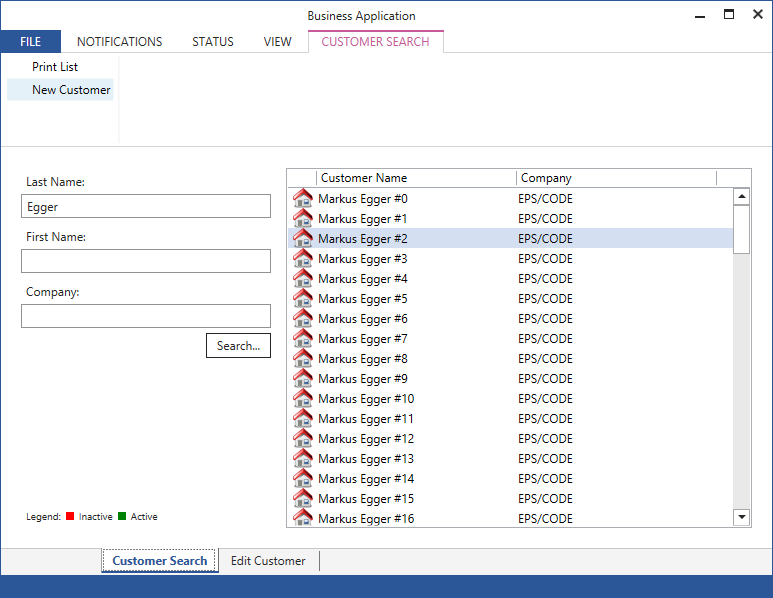 Business Application
FILE NOTIFICATIONS STATUS VIEW CUSTOMER SEARCH
Print List
New Customer
Last Name:
Egger
First Name:
Company:
Search...
Legend: Inactive Active
Customer Name Company
Markus Egger #0 EPS/CODE
Markus Egger #1 EPS/CODE
Markus Egger #2 EPS/CODE
Markus Egger #3 EPS/CODE
Markus Egger #4 EPS/CODE
Markus Egger #5 EPS/CODE
Markus Egger #6 EPS/CODE
Markus Egger #7 EPS/CODE
Markus Egger #8 EPS/CODE
Markus Egger #9 EPS/CODE
Markus Egger #10 EPS/CODE
Markus Egger #11 EPS/CODE
Markus Egger #12 EPS/CODE
Markus Egger #13 EPS/CODE
Markus Egger #14 EPS/CODE
Markus Egger #15 EPS/CODE
Markus Egger #16 EPS/CODE
Customer Search Edit Customer